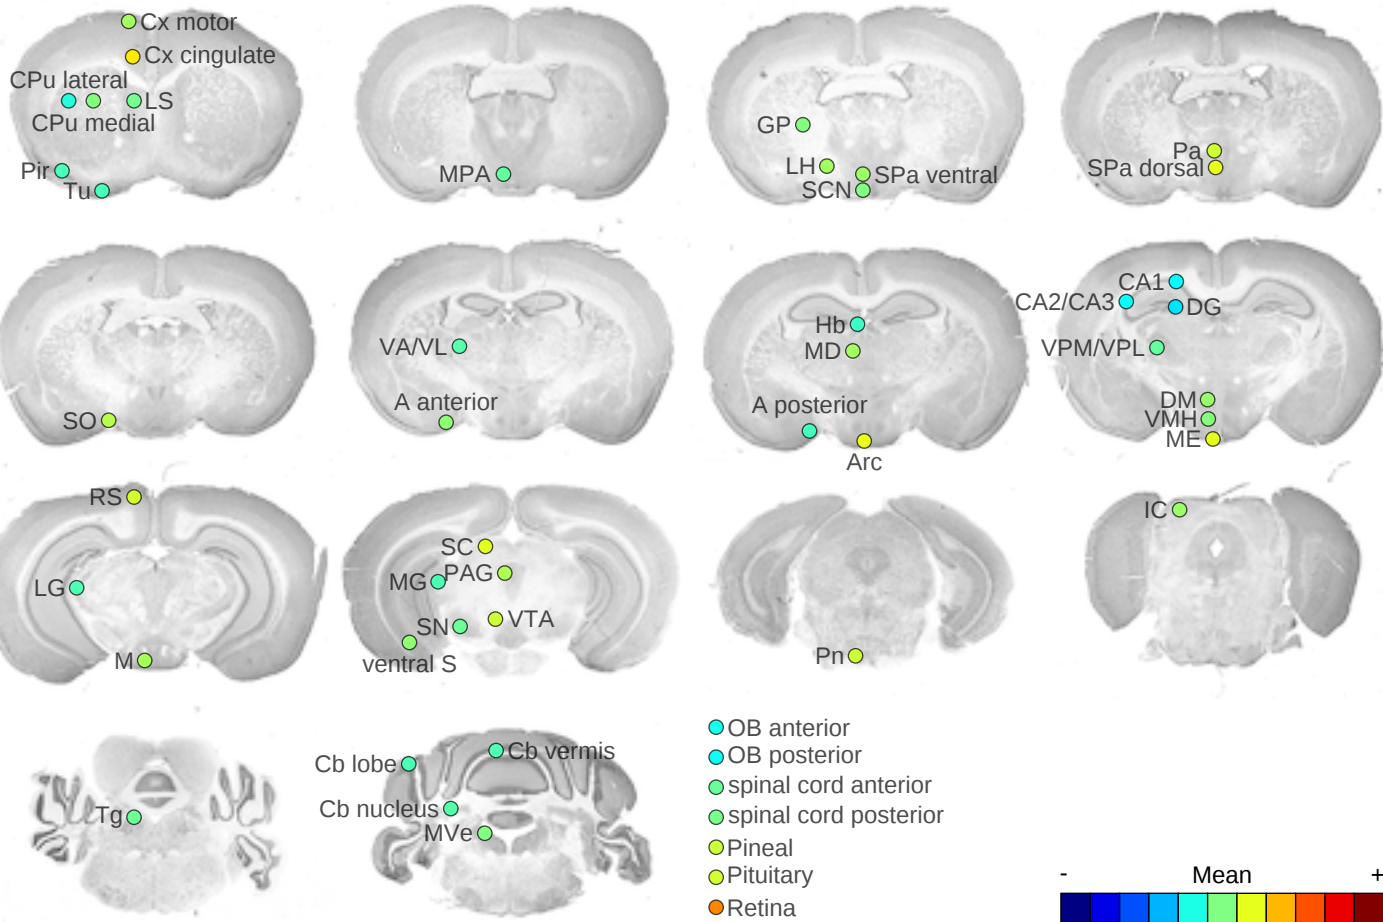 Cx motor
Cx cingulate
CPu lateral
LS
CPu medial
Pir
Tu
MPA
GP
LH
SPa ventral
SCN
Pa
SPa dorsal
SO
VA/VL
A anterior
Hb
MD
A posterior
Arc
CA1
CA2/CA3
DG
VPM/VPL
DM
VMH
ME
RS
LG
M
SC
PAG
MG
VTA
SN
ventral S
Pn
IC
Tg
Cb vermis
Cb lobe
Cb nucleus
MVe
OB anterior
OB posterior
spinal cord anterior
spinal cord posterior
Pineal
Pituitary
Retina
- Mean +